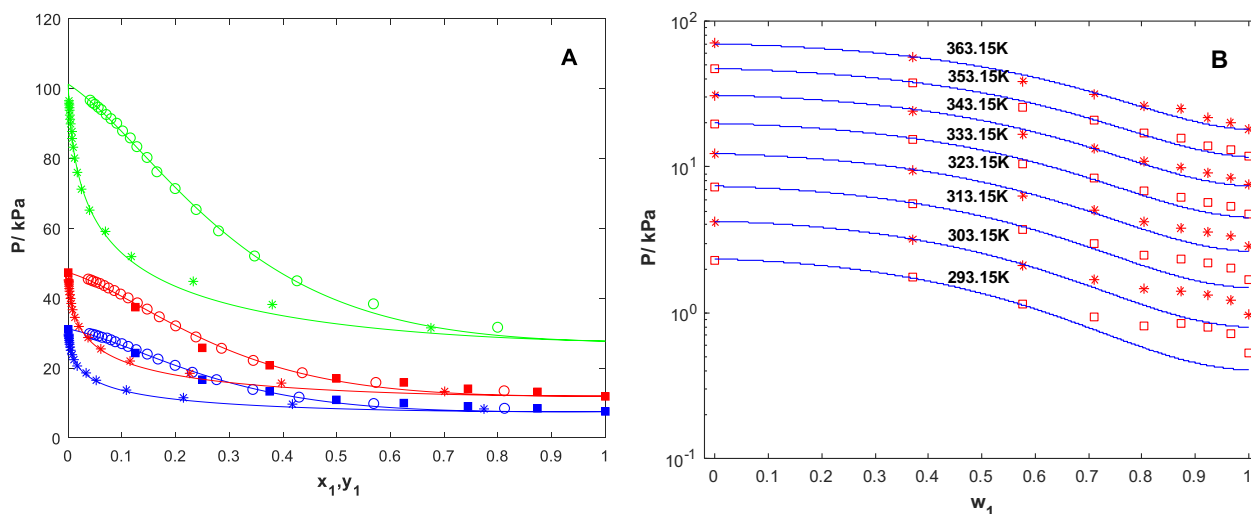 A
120
100
80
60
40
20
0
P/ kPa
0 0.1 0.2 0.3 0.4 0.5 0.6 0.7 0.8 0.9 1
x1,y1
B
10^2
10^1
10^0
10^-1
P/ kPa
363.15K
353.15K
343.15K
333.15K
323.15K
313.15K
303.15K
293.15K
0 0.1 0.2 0.3 0.4 0.5 0.6 0.7 0.8 0.9 1
w1